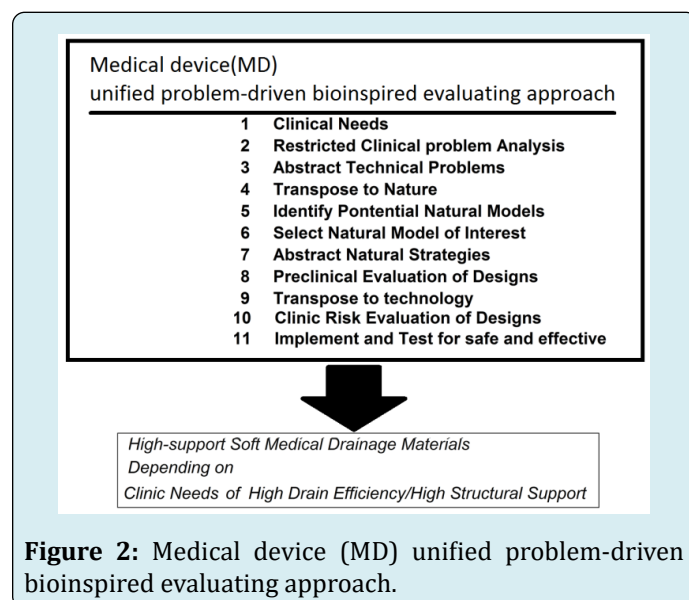 Medical device(MD)
unified problem-driven bioinspired evaluating approach
1 Clinical Needs
2 Restricted Clinical problem Analysis
3 Abstract Technical Problems
4 Transpose to Nature
5 Identify Pontential Natural Models
6 Select Natural Model of Interest
7 Abstract Natural Strategies
8 Preclinical Evaluation of Designs
9 Transpose to technology
10 Clinic Risk Evaluation of Designs
11 Implement and Test for safe and effective
High-support Soft Medical Drainage Materials
Depending on
Clinic Needs of High Drain Efficiency/High Structural Support
Figure 2: Medical device (MD) unified problem-driven
bioinspired evaluating approach.